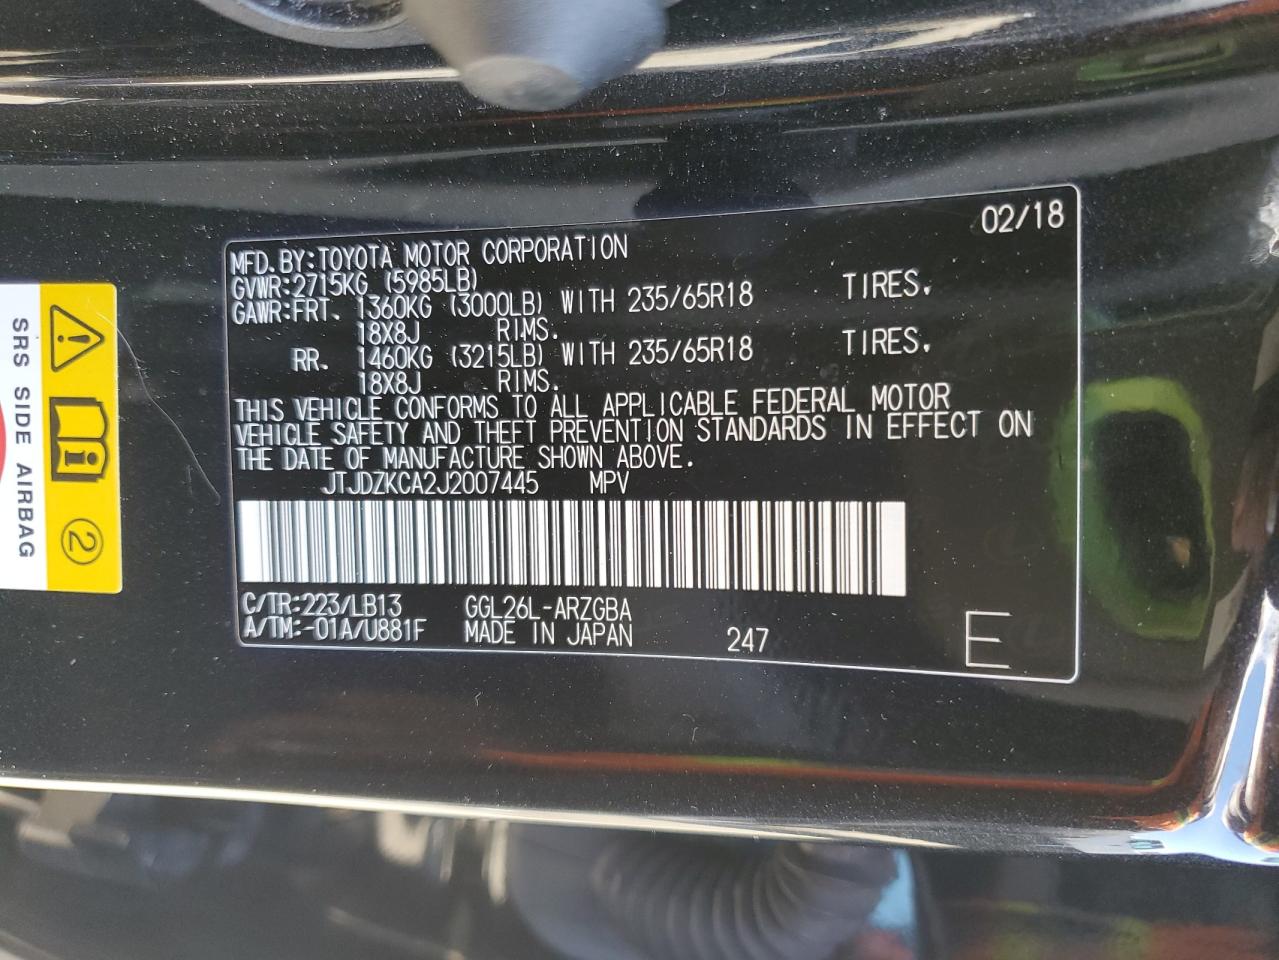 02/18
MFD.BY:TOYOTA MOTOR CORPORATION
GVWR:2715KG (5985LB)
GAWR:FRT. 1360KG (3000LB) WITH 235/65R18 TIRES.
18X8J RIMS.
RR. 1460KG (3215LB) WITH 235/65R18 TIRES.
18X8J RIMS.
THIS VEHICLE CONFORMS TO ALL APPLICABLE FEDERAL MOTOR
VEHICLE SAFETY AND THEFT PREVENTION STANDARDS IN EFFECT ON
THE DATE OF MANUFACTURE SHOWN ABOVE.
JTJDZKCA2J2007445 MPV
C/TR:223/LB13 GGL26L-ARZGBA
A/TM:-01A/U881F MADE IN JAPAN 247 E
SRS SIDE AIRBAG
2